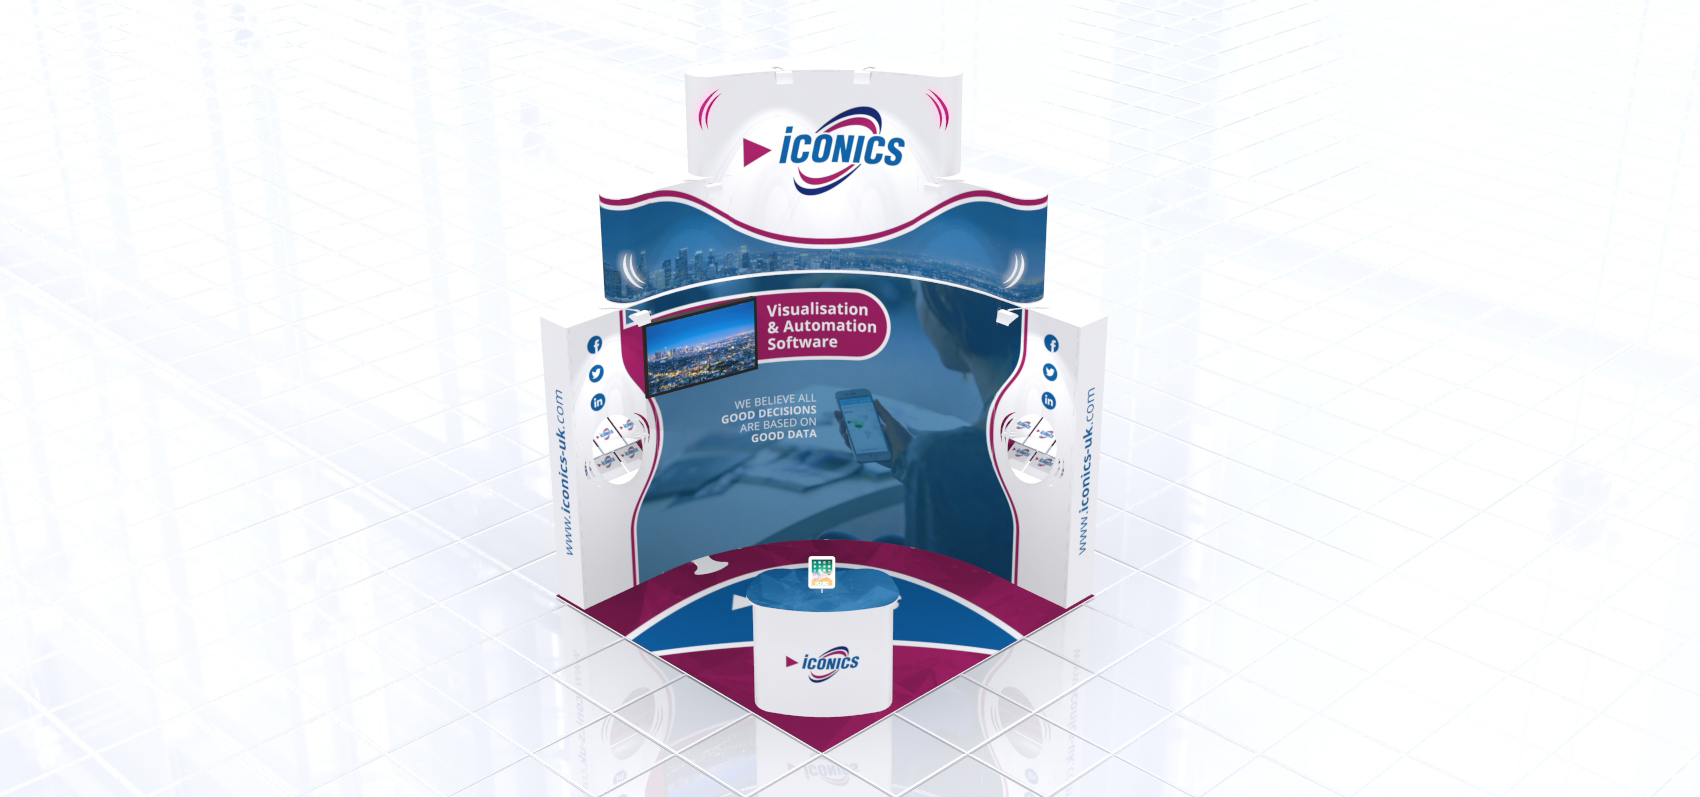 iCONICS
Visualisation
& Automation
Software
WE BELIEVE ALL
GOOD DECISIONS
ARE BASED ON
GOOD DATA
www.iconics-uk.com
www.iconics-uk.com
iCONICS